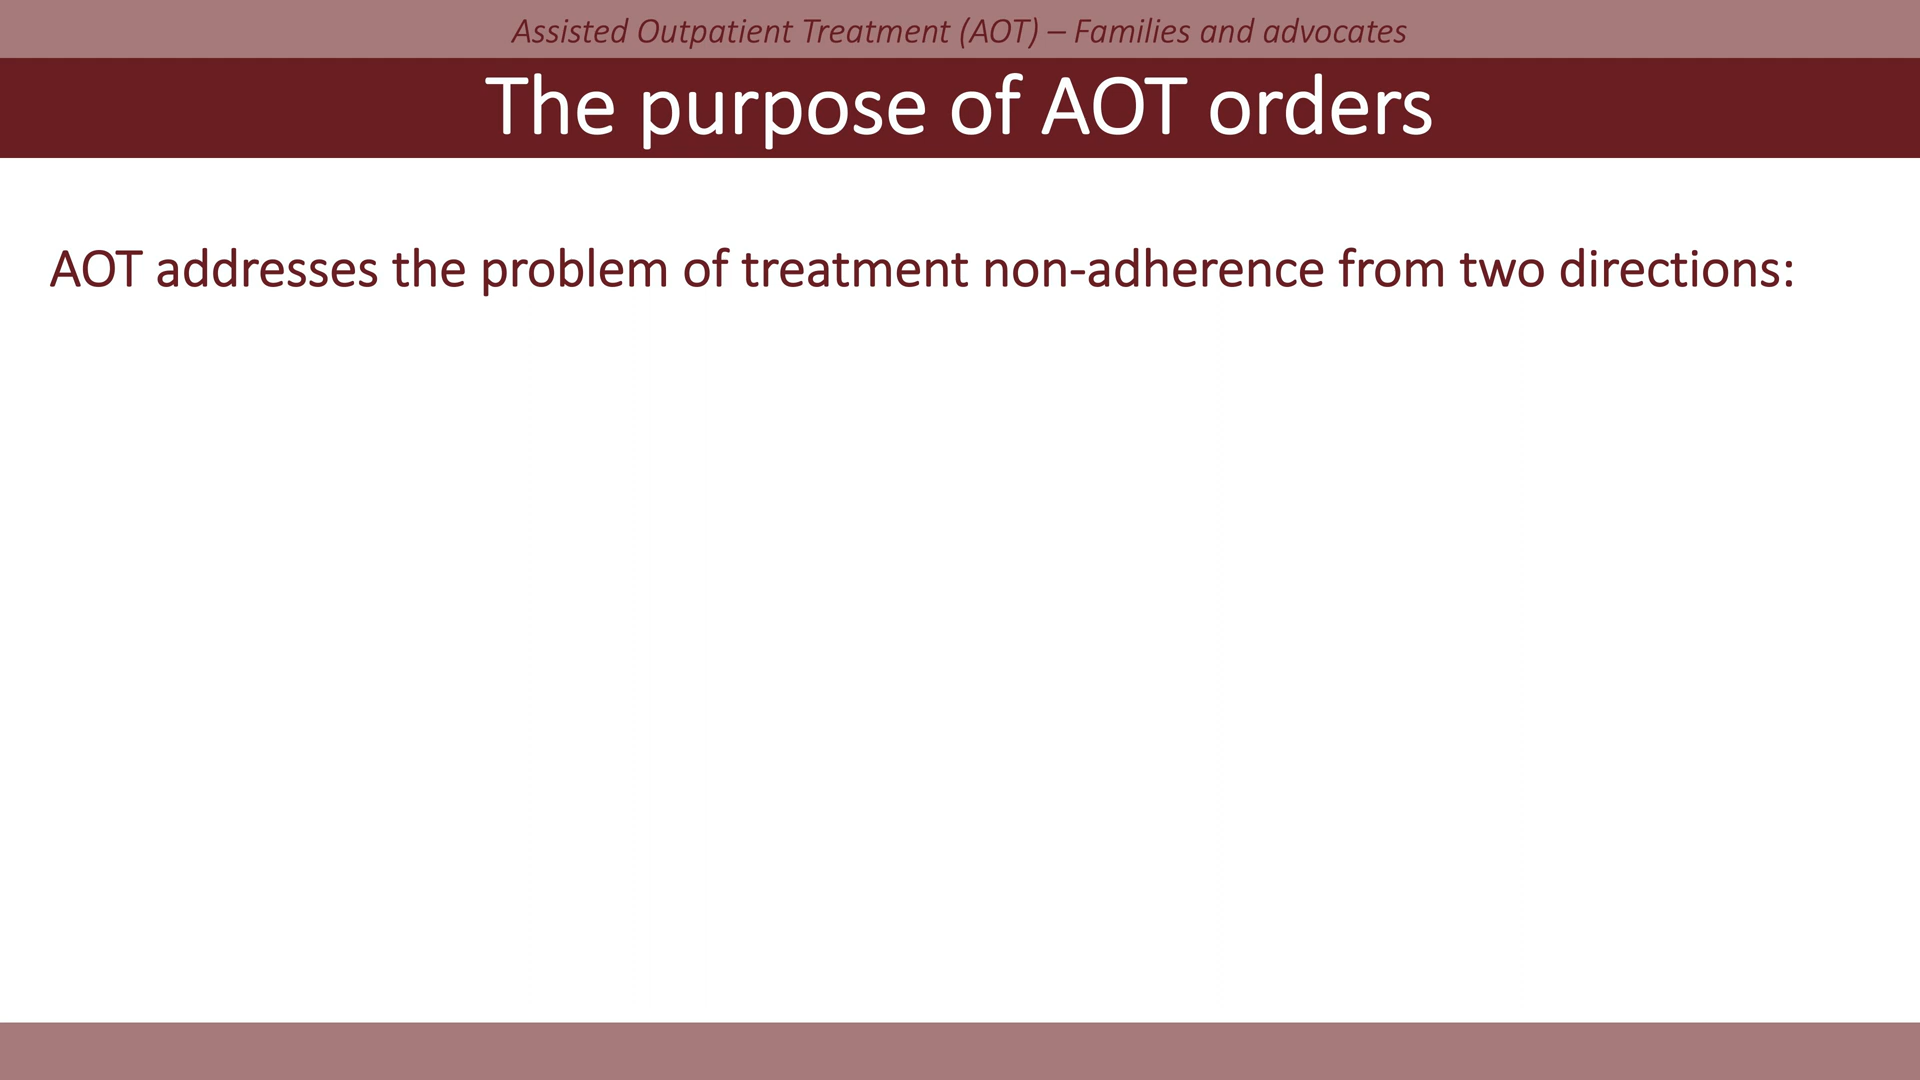 Assisted Outpatient Treatment (AOT) – Families and advocates
The purpose of AOT orders
AOT addresses the problem of treatment non-adherence from two directions: